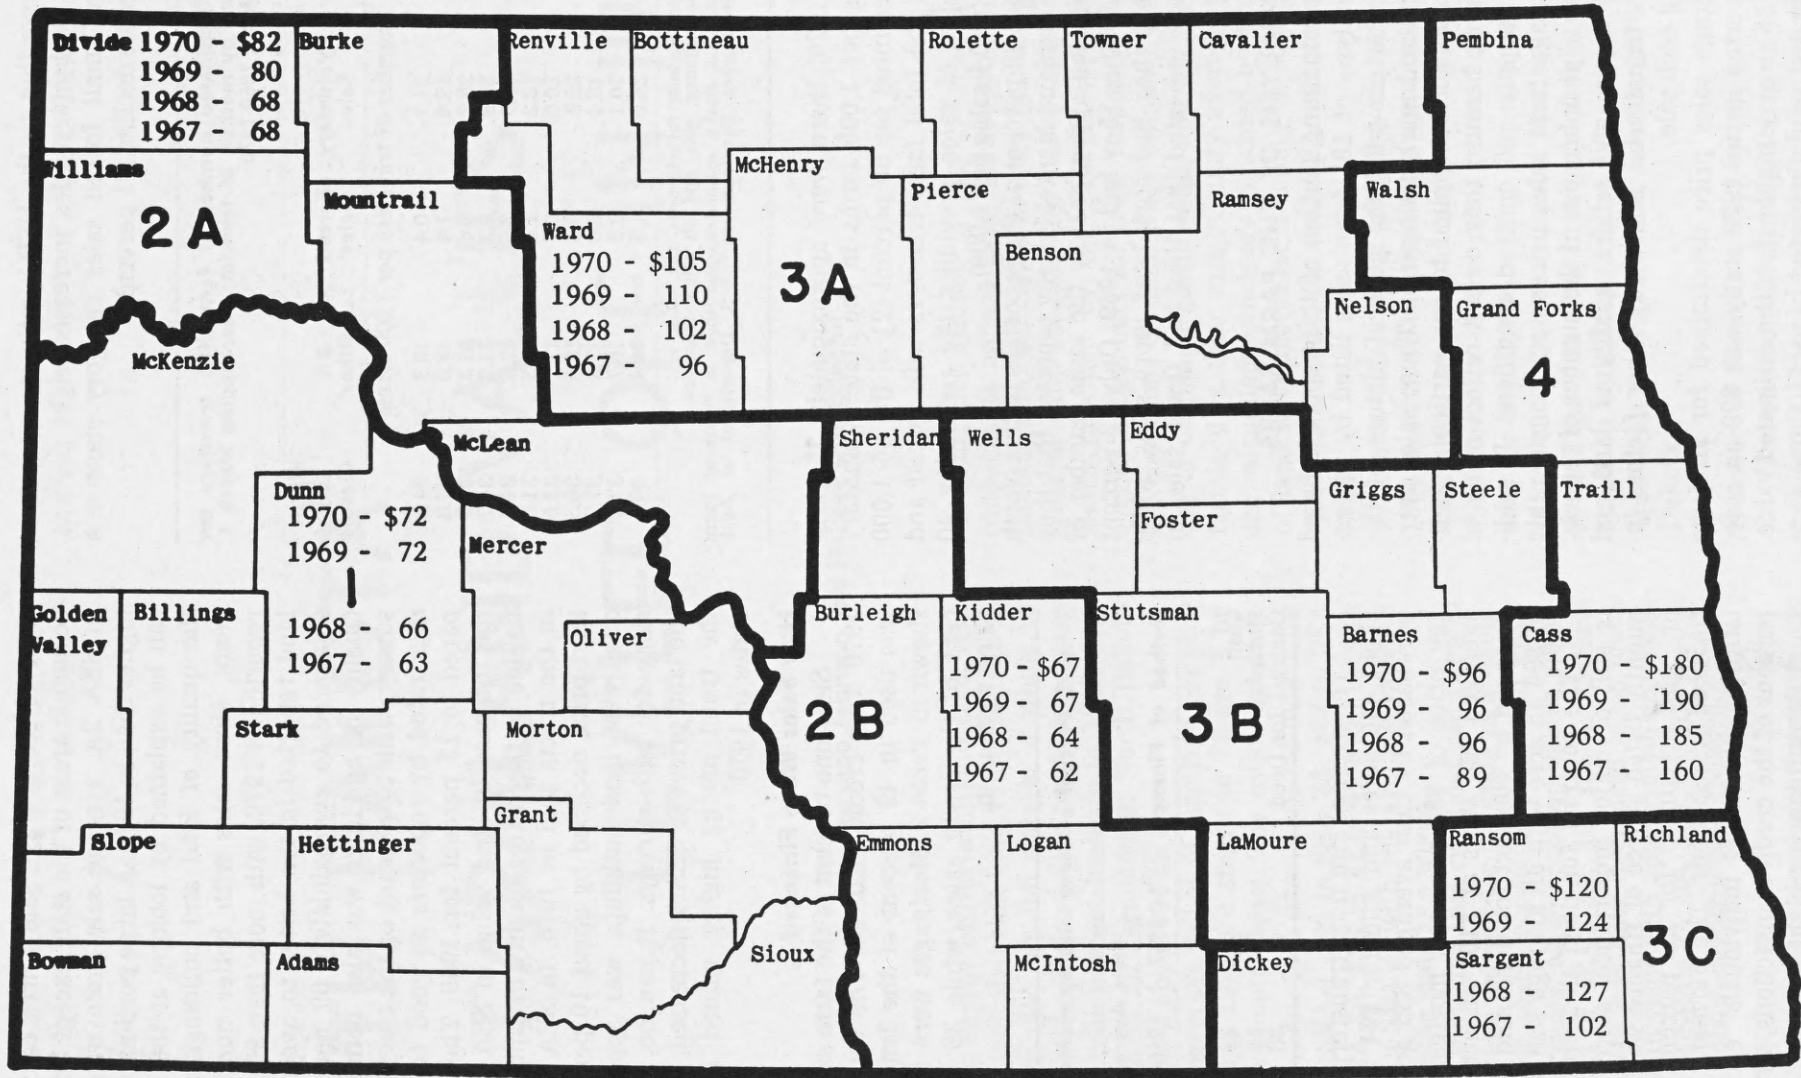 Divide 1970 - $82
1969 - 80
1968 - 68
1967 - 68
Burke
Renville
Bottineau
Rolette
Towner
Cavalier
Pembina
Williams
2A
Mountrail
McHenry
Pierce
Ramsey
Walsh
Ward
1970 - $105
1969 - 110
1968 - 102
1967 - 96
3A
Benson
Nelson
Grand Forks
4
McKenzie
McLean
Sheridan
Wells
Eddy
Griggs
Steele
Traill
Foster
Dunn
1970 - $72
1969 - 72
1
1968 - 66
1967 - 63
Mercer
Golden
Valley
Billings
Oliver
Burleigh
2B
Kidder
1970 - $67
1969 - 67
1968 - 64
1967 - 62
Stutsman
3B
Barnes
1970 - $96
1969 - 96
1968 - 96
1967 - 89
Cass
1970 - $180
1969 - 190
1968 - 185
1967 - 160
Stark
Morton
Grant
Slope
Hettinger
Emmons
Logan
LaMoure
Ransom
1970 - $120
1969 - 124
Richland
3C
Bowman
Adams
Sioux
McIntosh
Dickey
Sargent
1968 - 127
1967 - 102